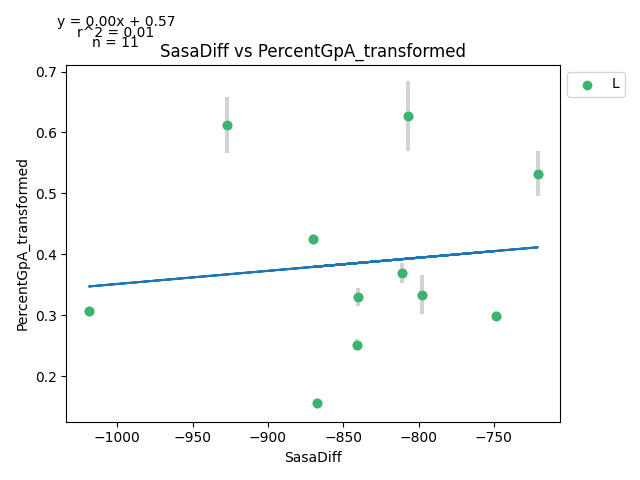 y = 0.00x + 0.57
r^2 = 0.01
n = 11
SasaDiff vs PercentGpA_transformed
L
PercentGpA_transformed
0.7
0.6
0.5
0.4
0.3
0.2
−1000
−950
−900
−850
−800
−750
SasaDiff